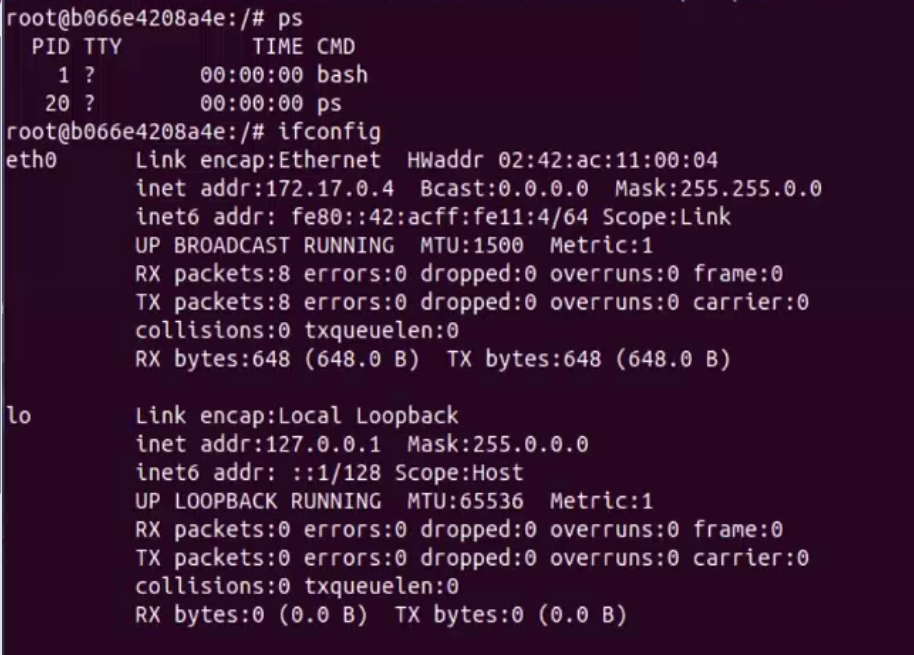 root@b066e4208a4e:/# ps
  PID TTY          TIME CMD
    1 ?        00:00:00 bash
   20 ?        00:00:00 ps
root@b066e4208a4e:/# ifconfig
eth0      Link encap:Ethernet  HWaddr 02:42:ac:11:00:04
          inet addr:172.17.0.4  Bcast:0.0.0.0  Mask:255.255.0.0
          inet6 addr: fe80::42:acff:fe11:4/64 Scope:Link
          UP BROADCAST RUNNING  MTU:1500  Metric:1
          RX packets:8 errors:0 dropped:0 overruns:0 frame:0
          TX packets:8 errors:0 dropped:0 overruns:0 carrier:0
          collisions:0 txqueuelen:0
          RX bytes:648 (648.0 B)  TX bytes:648 (648.0 B)

lo        Link encap:Local Loopback
          inet addr:127.0.0.1  Mask:255.0.0.0
          inet6 addr: ::1/128 Scope:Host
          UP LOOPBACK RUNNING  MTU:65536  Metric:1
          RX packets:0 errors:0 dropped:0 overruns:0 frame:0
          TX packets:0 errors:0 dropped:0 overruns:0 carrier:0
          collisions:0 txqueuelen:0
          RX bytes:0 (0.0 B)  TX bytes:0 (0.0 B)